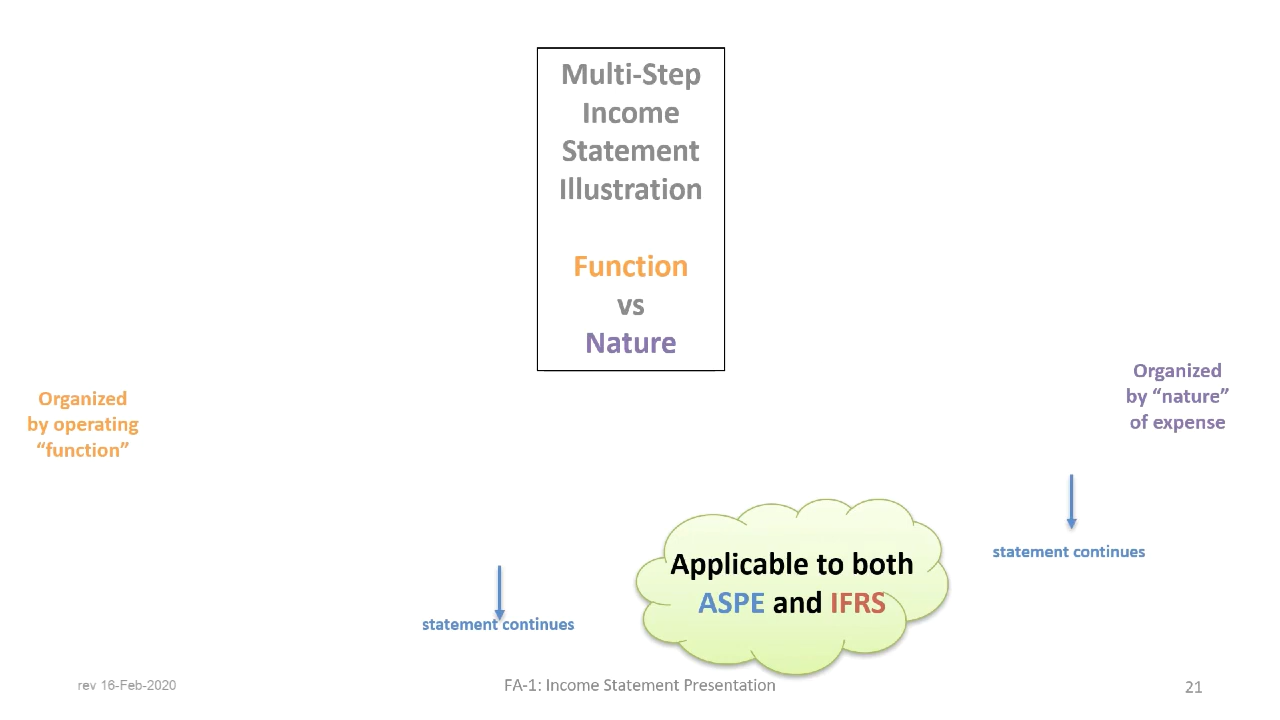 Multi-Step
Income
Statement
Illustration
Function
vs
Nature
Organized
by operating
“function”
Organized
by “nature”
of expense
statement continues
Applicable to both
ASPE and IFRS
statement continues
rev 16-Feb-2020
FA-1: Income Statement Presentation
21